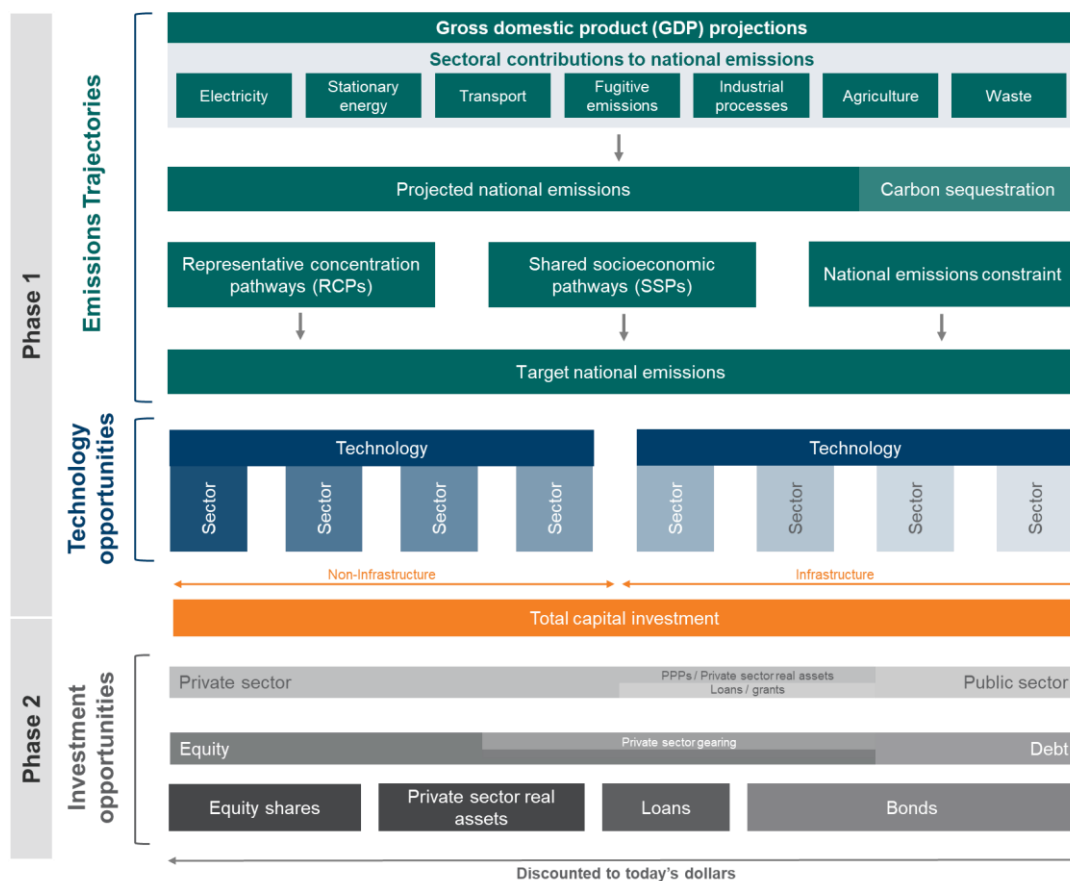 Gross domestic product (GDP) projections
Sectoral contributions to national emissions
Electricity
Stationary
energy
Transport
Fugitive
emissions
Industrial
processes
Agriculture
Waste
Projected national emissions
Carbon sequestration
Representative concentration
pathways (RCPs)
Shared socioeconomic
pathways (SSPs)
National emissions constraint
Target national emissions
Emissions Trajectories
Phase 1
Technology
opportunities
Technology
Technology
Sector
Sector
Sector
Sector
Sector
Sector
Sector
Sector
Non-Infrastructure
Infrastructure
Total capital investment
Phase 2
Investment
opportunities
Private sector
PPPs / Private sector real assets
Loans / grants
Public sector
Equity
Private sector gearing
Debt
Equity shares
Private sector real
assets
Loans
Bonds
Discounted to today's dollars